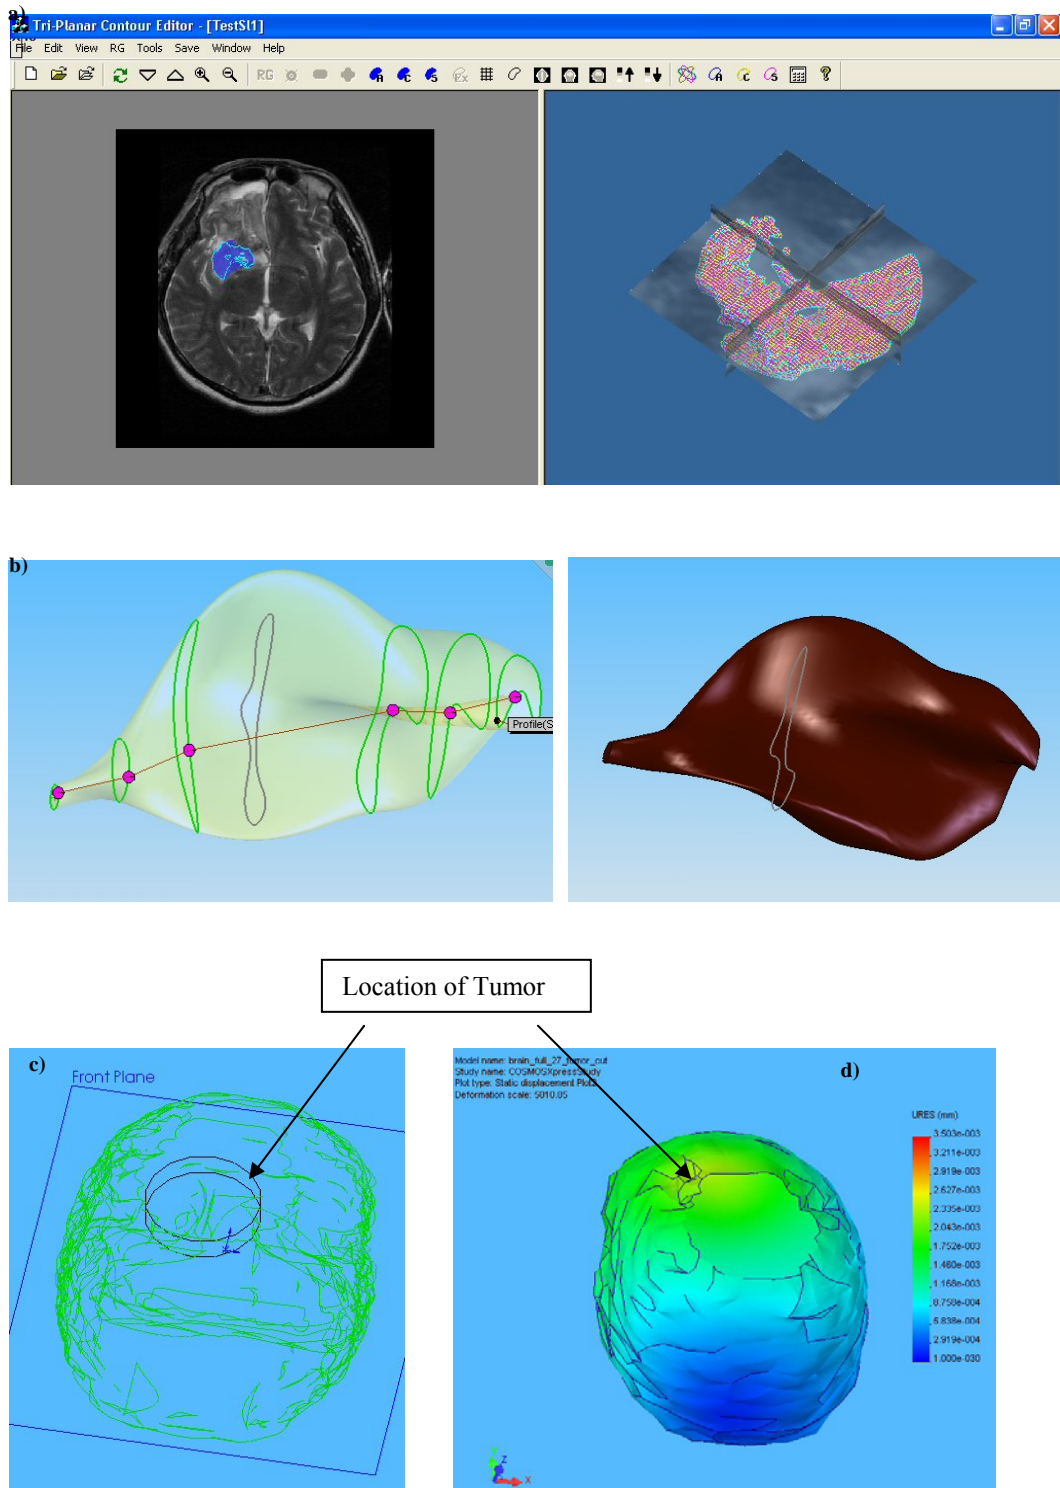 a)
Tri-Planar Contour Editor - [TestSl1]
File Edit View RG Tools Save Window Help
RG A C S Ex A C S ?
b)
Profile(S
Location of Tumor
c)
Front Plane
Model name: brain_full_27_tumor_cut
Study name: COSMOSXpressStudy
Plot type: Static displacement Plot2
Deformation scale: 5010.05
d)
URES (mm)
3.503e-003
3.211e-003
2.919e-003
2.627e-003
2.335e-003
2.043e-003
1.752e-003
1.460e-003
1.168e-003
8.758e-004
5.838e-004
2.919e-004
1.000e-030
Y
Z
X